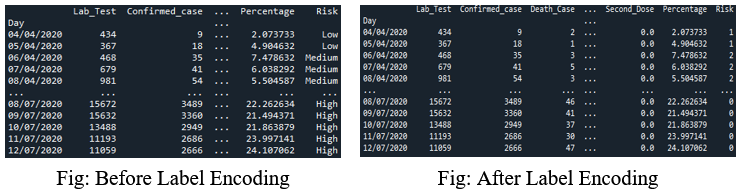 Lab_Test Confirmed_case ... Percentage Risk
Day ...
04/04/2020 434 9 ... 2.073733 Low
05/04/2020 367 18 ... 4.904632 Low
06/04/2020 468 35 ... 7.478632 Medium
07/04/2020 679 41 ... 6.038292 Medium
08/04/2020 981 54 ... 5.504587 Medium
... ... ... ... ... ...
08/07/2020 15672 3489 ... 22.262634 High
09/07/2020 15632 3360 ... 21.494371 High
10/07/2020 13488 2949 ... 21.863879 High
11/07/2020 11193 2686 ... 23.997141 High
12/07/2020 11059 2666 ... 24.107062 High
Fig: Before Label Encoding
Lab_Test Confirmed_case Death_Case ... Second_Dose Percentage Risk
Day ...
04/04/2020 434 9 2 ... 0.0 2.073733 1
05/04/2020 367 18 1 ... 0.0 4.904632 1
06/04/2020 468 35 3 ... 0.0 7.478632 2
07/04/2020 679 41 5 ... 0.0 6.038292 2
08/04/2020 981 54 3 ... 0.0 5.504587 2
... ... ... ... ... ... ... ...
08/07/2020 15672 3489 46 ... 0.0 22.262634 0
09/07/2020 15632 3360 41 ... 0.0 21.494371 0
10/07/2020 13488 2949 37 ... 0.0 21.863879 0
11/07/2020 11193 2686 30 ... 0.0 23.997141 0
12/07/2020 11059 2666 47 ... 0.0 24.107062 0
Fig: After Label Encoding